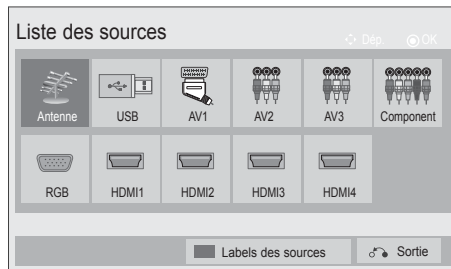 Liste des sources
Dép. OK
Antenne USB AV1 AV2 AV3 Component
RGB HDMI1 HDMI2 HDMI3 HDMI4
Labels des sources Sortie